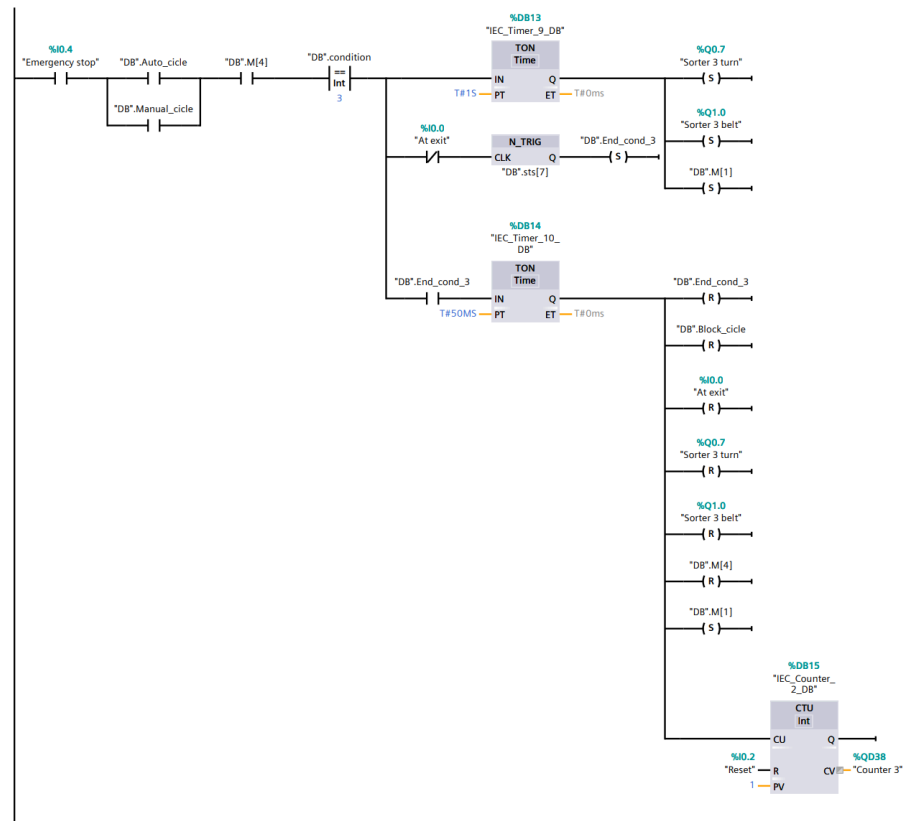 %DB13
"IEC_Timer_9_DB"
%I0.4
"Emergency stop"
"DB".Auto_cicle
"DB".M[4]
"DB".condition
==
Int
3
"DB".Manual_cicle
TON
Time
IN
Q
T#1S
PT
ET
T#0ms
%Q0.7
"Sorter 3 turn"
S
%Q1.0
"Sorter 3 belt"
S
"DB".M[1]
S
%I0.0
"At exit"
N_TRIG
CLK
Q
"DB".sts[7]
"DB".End_cond_3
S
%DB14
"IEC_Timer_10_
DB"
"DB".End_cond_3
TON
Time
IN
Q
T#50MS
PT
ET
T#0ms
"DB".End_cond_3
R
"DB".Block_cicle
R
%I0.0
"At exit"
R
%Q0.7
"Sorter 3 turn"
R
%Q1.0
"Sorter 3 belt"
R
"DB".M[4]
R
"DB".M[1]
S
%DB15
"IEC_Counter_
2_DB"
CTU
Int
CU
Q
%I0.2
"Reset"
R
CV
%QD38
"Counter 3"
1
PV